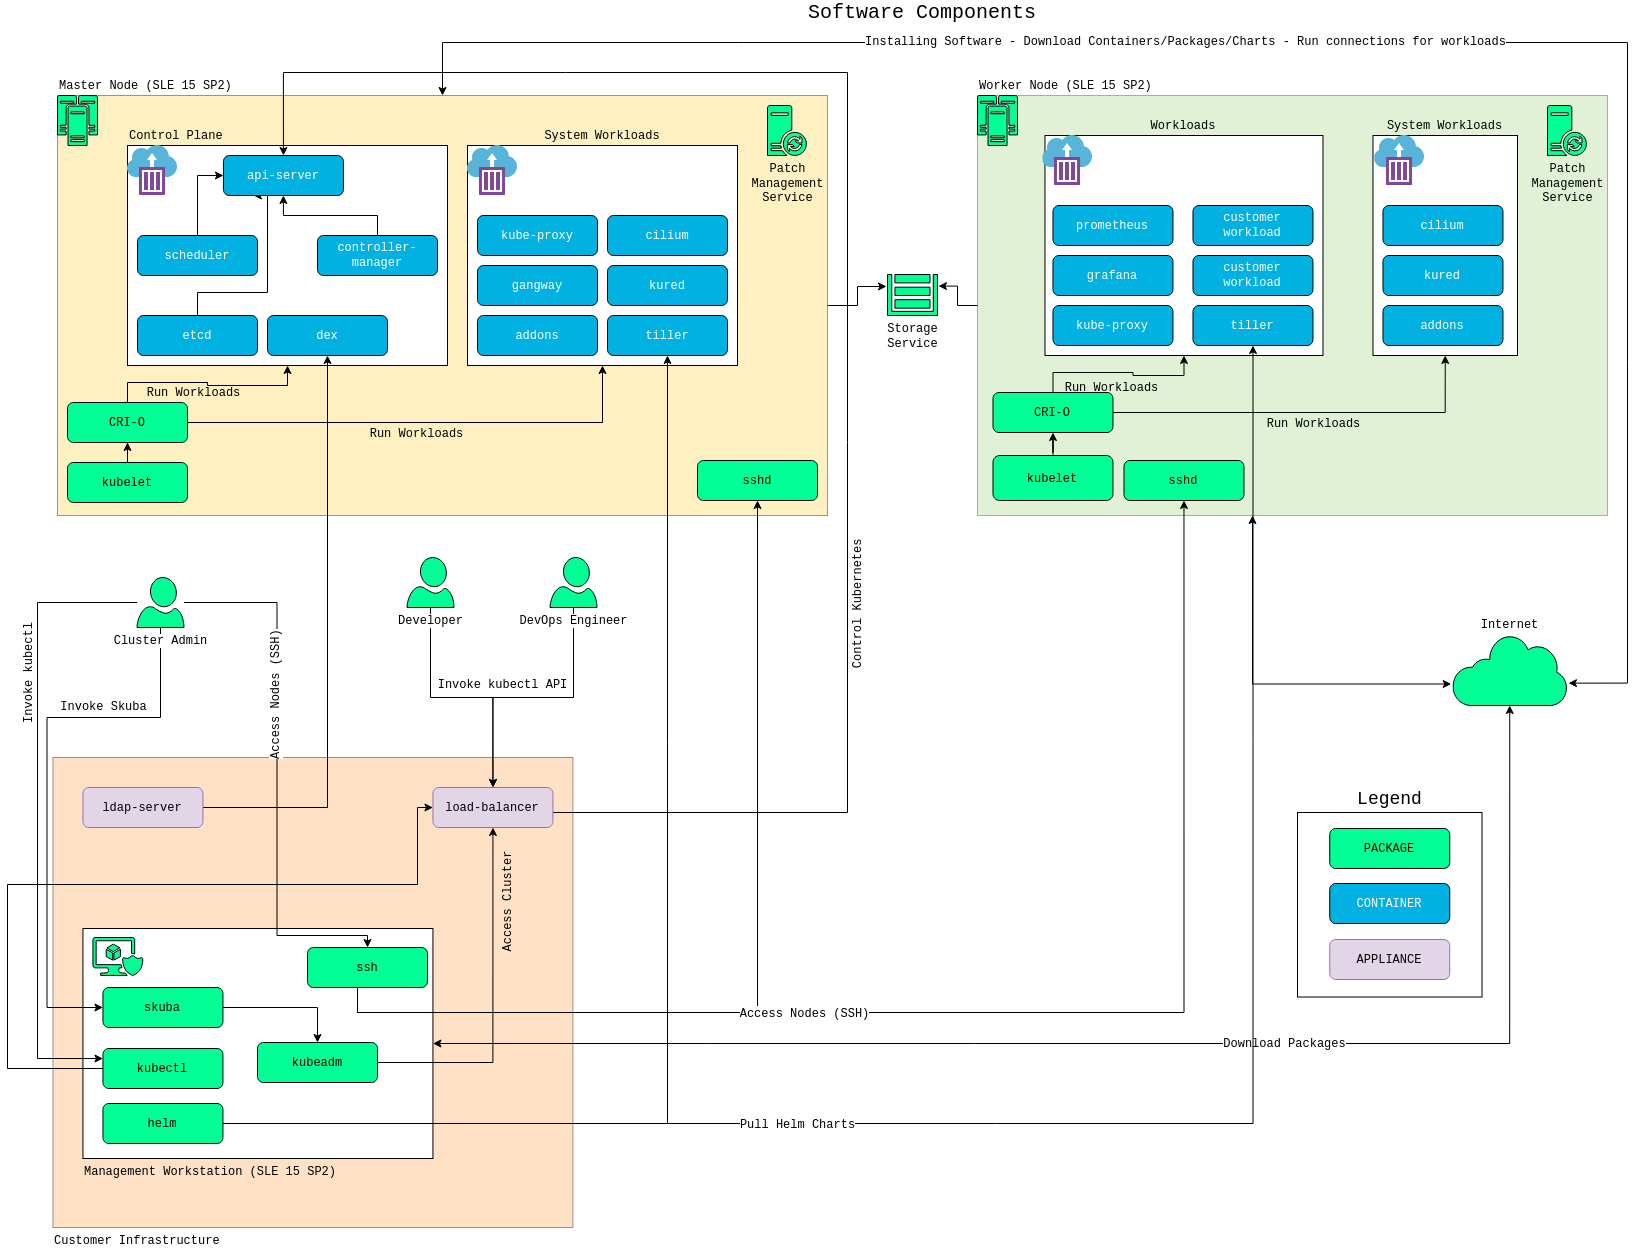 Software Components
Installing Software - Download Containers/Packages/Charts - Run connections for workloads
Master Node (SLE 15 SP2)
Control Plane
System Workloads
Patch
Management
Service
api-server
scheduler
controller-
manager
etcd
dex
kube-proxy
cilium
gangway
kured
addons
tiller
Run Workloads
CRI-O
Run Workloads
kubelet
sshd
Storage
Service
Worker Node (SLE 15 SP2)
Workloads
System Workloads
Patch
Management
Service
prometheus
customer
workload
grafana
customer
workload
kube-proxy
tiller
cilium
kured
addons
Run Workloads
CRI-O
Run Workloads
kubelet
sshd
Cluster Admin
Developer
DevOps Engineer
Invoke kubectl
Invoke Skuba
Access Nodes (SSH)
Invoke kubectl API
Control Kubernetes
Internet
ldap-server
load-balancer
Access Cluster
ssh
skuba
kubeadm
kubectl
helm
Management Workstation (SLE 15 SP2)
Customer Infrastructure
Access Nodes (SSH)
Download Packages
Pull Helm Charts
Legend
PACKAGE
CONTAINER
APPLIANCE